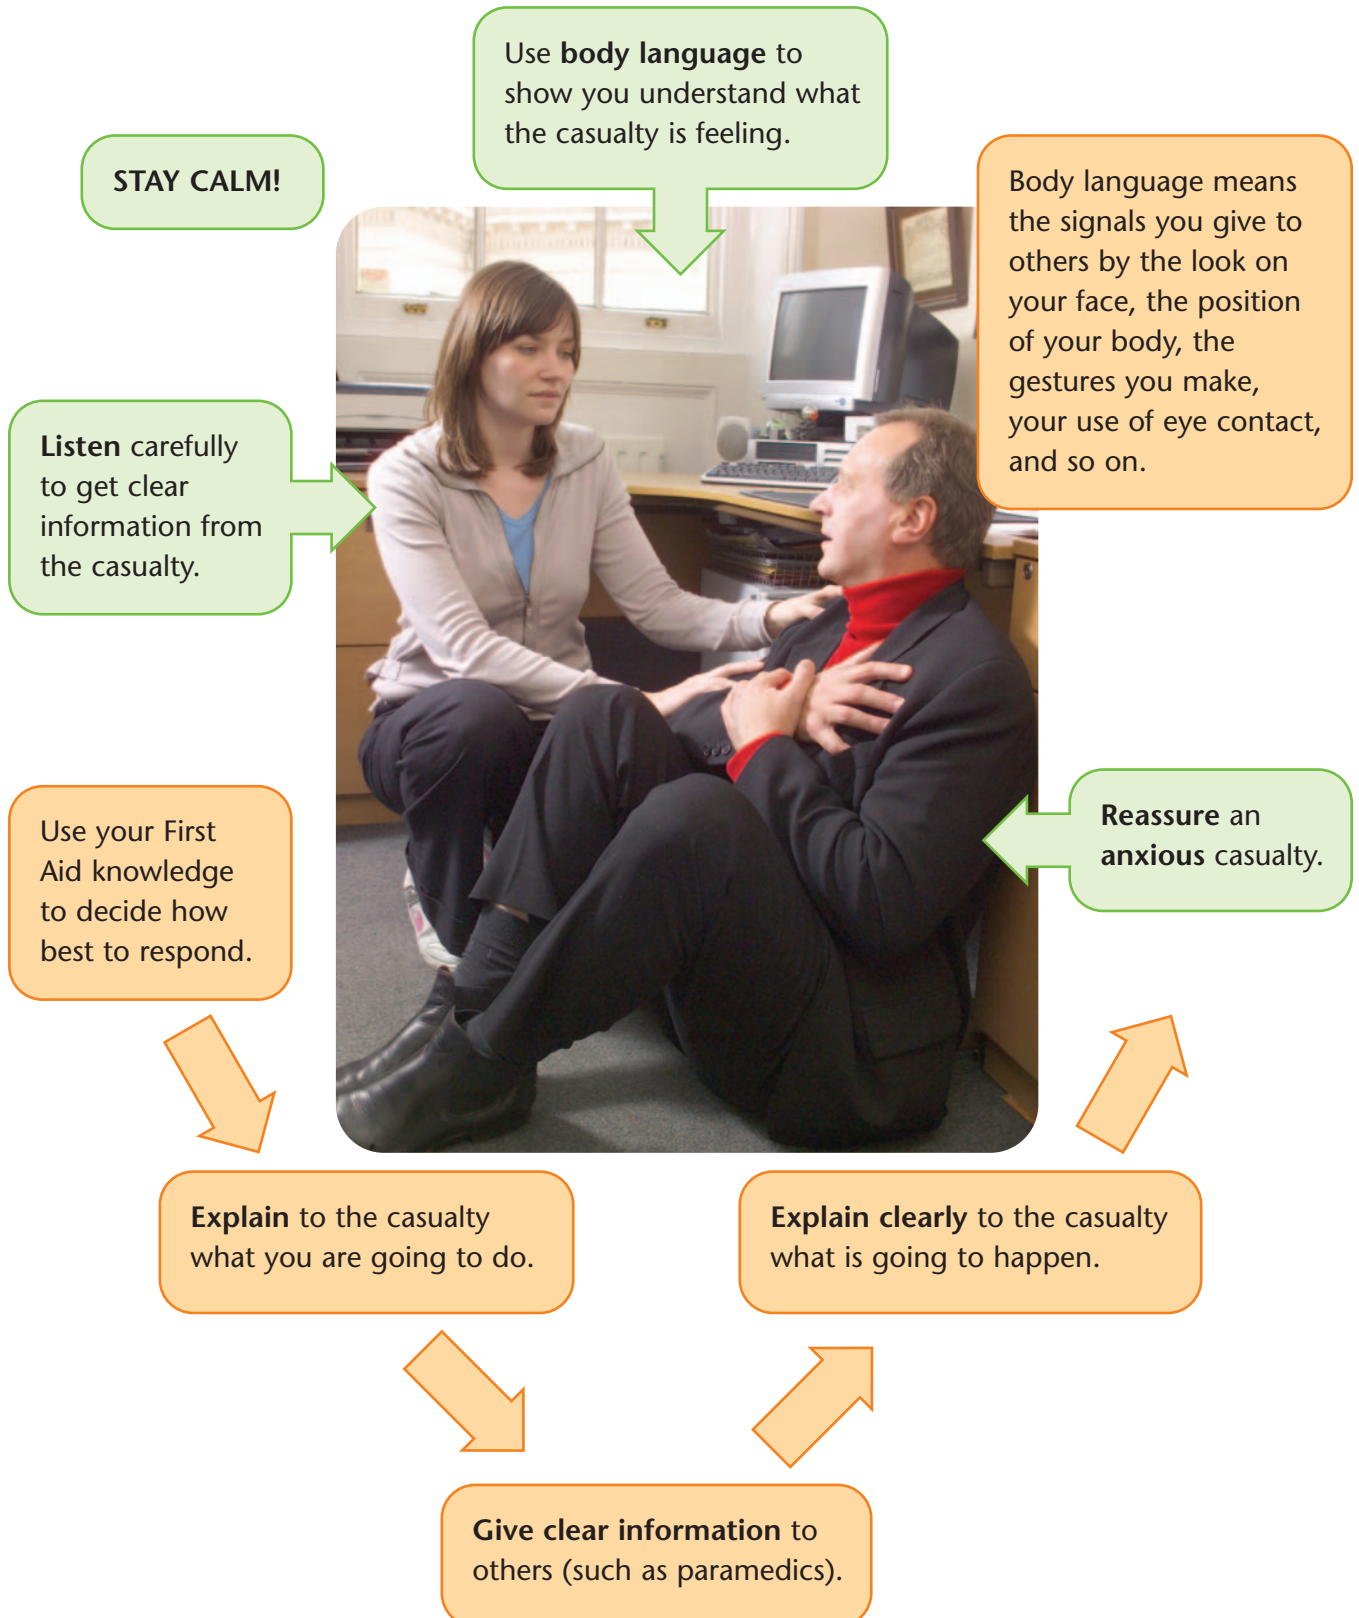 Use body language to
show you understand what
the casualty is feeling.
STAY CALM!
Body language means
the signals you give to
others by the look on
your face, the position
of your body, the
gestures you make,
your use of eye contact,
and so on.
Listen carefully
to get clear
information from
the casualty.
Use your First
Aid knowledge
to decide how
best to respond.
Reassure an
anxious casualty.
Explain to the casualty
what you are going to do.
Explain clearly to the casualty
what is going to happen.
Give clear information to
others (such as paramedics).